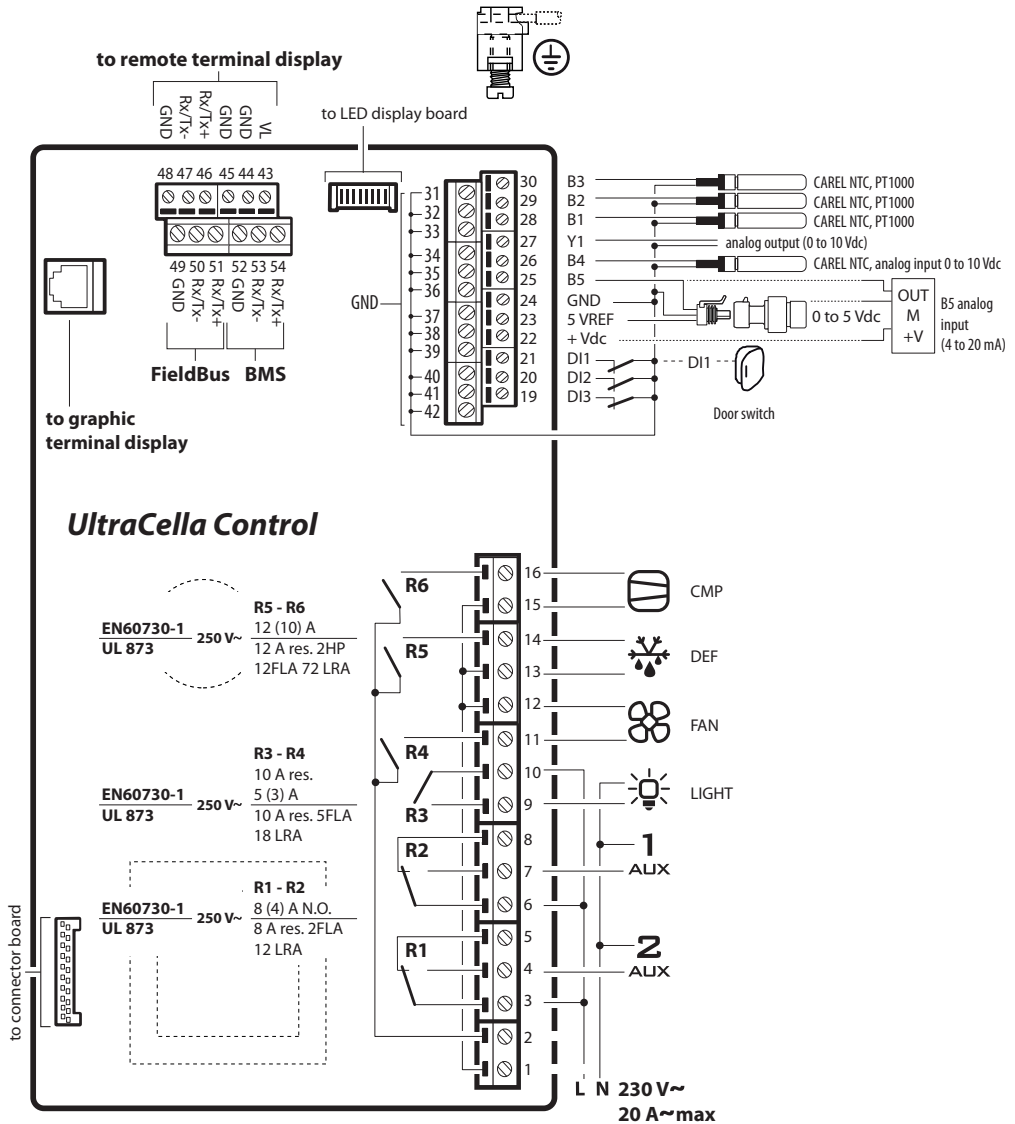 to remote terminal display
GND
Rx/Tx-
Rx/Tx+
GND
GND
VL
to LED display board
48 47 46 45 44 43
49 50 51 52 53 54
GND
Rx/Tx-
Rx/Tx+
GND
Rx/Tx-
Rx/Tx+
FieldBus BMS
to graphic
terminal display
GND
31
32
33
34
35
36
37
38
39
40
41
42
30 B3 CAREL NTC, PT1000
29 B2 CAREL NTC, PT1000
28 B1 CAREL NTC, PT1000
27 Y1 analog output (0 to 10 Vdc)
26 B4 CAREL NTC, analog input 0 to 10 Vdc
25 B5
24 GND
23 5 VREF
22 + Vdc
21 DI1
20 DI2
19 DI3
0 to 5 Vdc
OUT
M
+V
B5 analog
input
(4 to 20 mA)
DI1
Door switch
UltraCella Control
R5 - R6
EN60730-1
UL 873
250 V~
12 (10) A
12 A res. 2HP
12FLA 72 LRA
R3 - R4
10 A res.
EN60730-1
UL 873
250 V~
5 (3) A
10 A res. 5FLA
18 LRA
R1 - R2
EN60730-1
UL 873
250 V~
8 (4) A N.O.
8 A res. 2FLA
12 LRA
to connector board
R6
R5
R4
R3
R2
R1
16
15
14
13
12
11
10
9
8
7
6
5
4
3
2
1
CMP
DEF
FAN
LIGHT
1
AUX
2
AUX
L N 230 V~
20 A~max